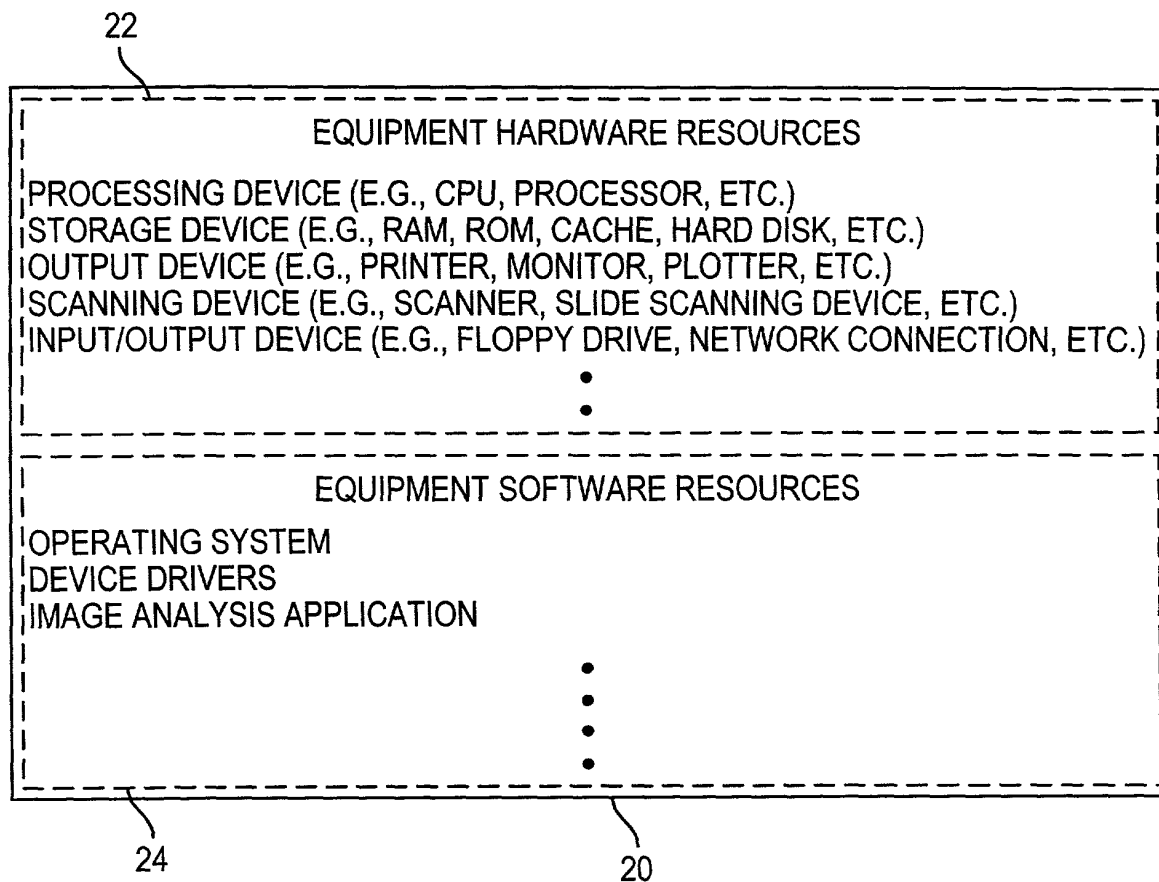 22
EQUIPMENT HARDWARE RESOURCES
PROCESSING DEVICE (E.G., CPU, PROCESSOR, ETC.)
STORAGE DEVICE (E.G., RAM, ROM, CACHE, HARD DISK, ETC.)
OUTPUT DEVICE (E.G., PRINTER, MONITOR, PLOTTER, ETC.)
SCANNING DEVICE (E.G., SCANNER, SLIDE SCANNING DEVICE, ETC.)
INPUT/OUTPUT DEVICE (E.G., FLOPPY DRIVE, NETWORK CONNECTION, ETC.)
EQUIPMENT SOFTWARE RESOURCES
OPERATING SYSTEM
DEVICE DRIVERS
IMAGE ANALYSIS APPLICATION
24
20